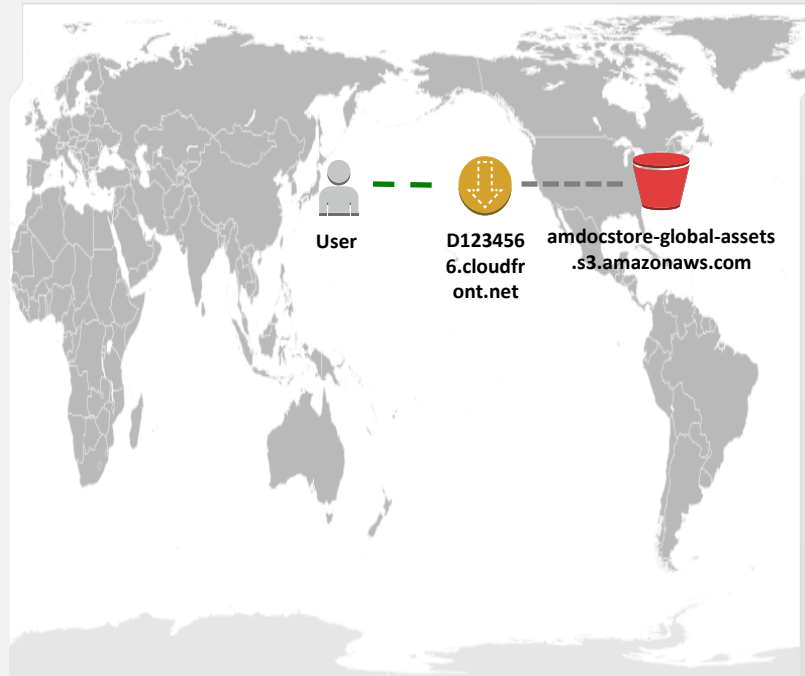 User
D123456
6.cloudfr
ont.net
amdocstore-global-assets
.s3.amazonaws.com